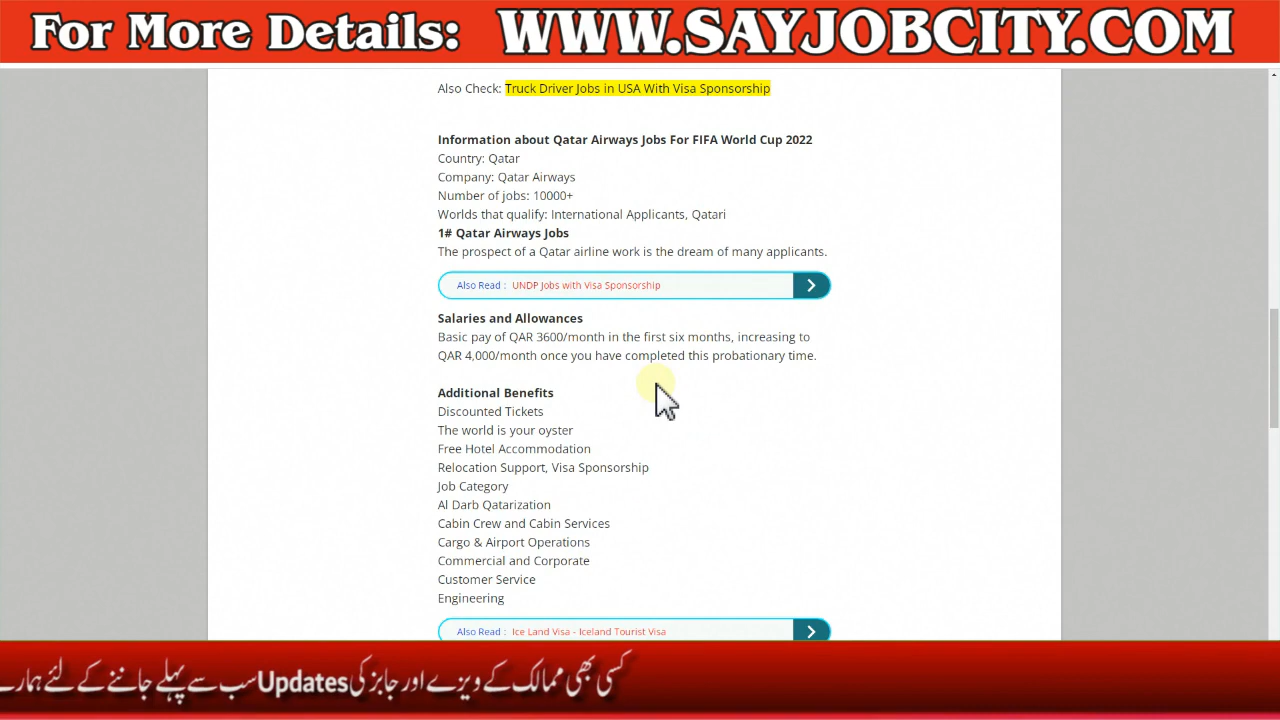 For More Details: WWW.SAYJOBCITY.COM
Also Check: Truck Driver Jobs in USA With Visa Sponsorship
Information about Qatar Airways Jobs For FIFA World Cup 2022
Country: Qatar
Company: Qatar Airways
Number of jobs: 10000+
Worlds that qualify: International Applicants, Qatari
1# Qatar Airways Jobs
The prospect of a Qatar airline work is the dream of many applicants.
Also Read : UNDP Jobs with Visa Sponsorship
Salaries and Allowances
Basic pay of QAR 3600/month in the first six months, increasing to
QAR 4,000/month once you have completed this probationary time.
Additional Benefits
Discounted Tickets
The world is your oyster
Free Hotel Accommodation
Relocation Support, Visa Sponsorship
Job Category
Al Darb Qatarization
Cabin Crew and Cabin Services
Cargo & Airport Operations
Commercial and Corporate
Customer Service
Engineering
Also Read : Ice Land Visa - Iceland Tourist Visa
کسی بھی ممالک کے ویزے اور جابز کی Updates سب سے پہلے جاننے کے لئے ہمارے